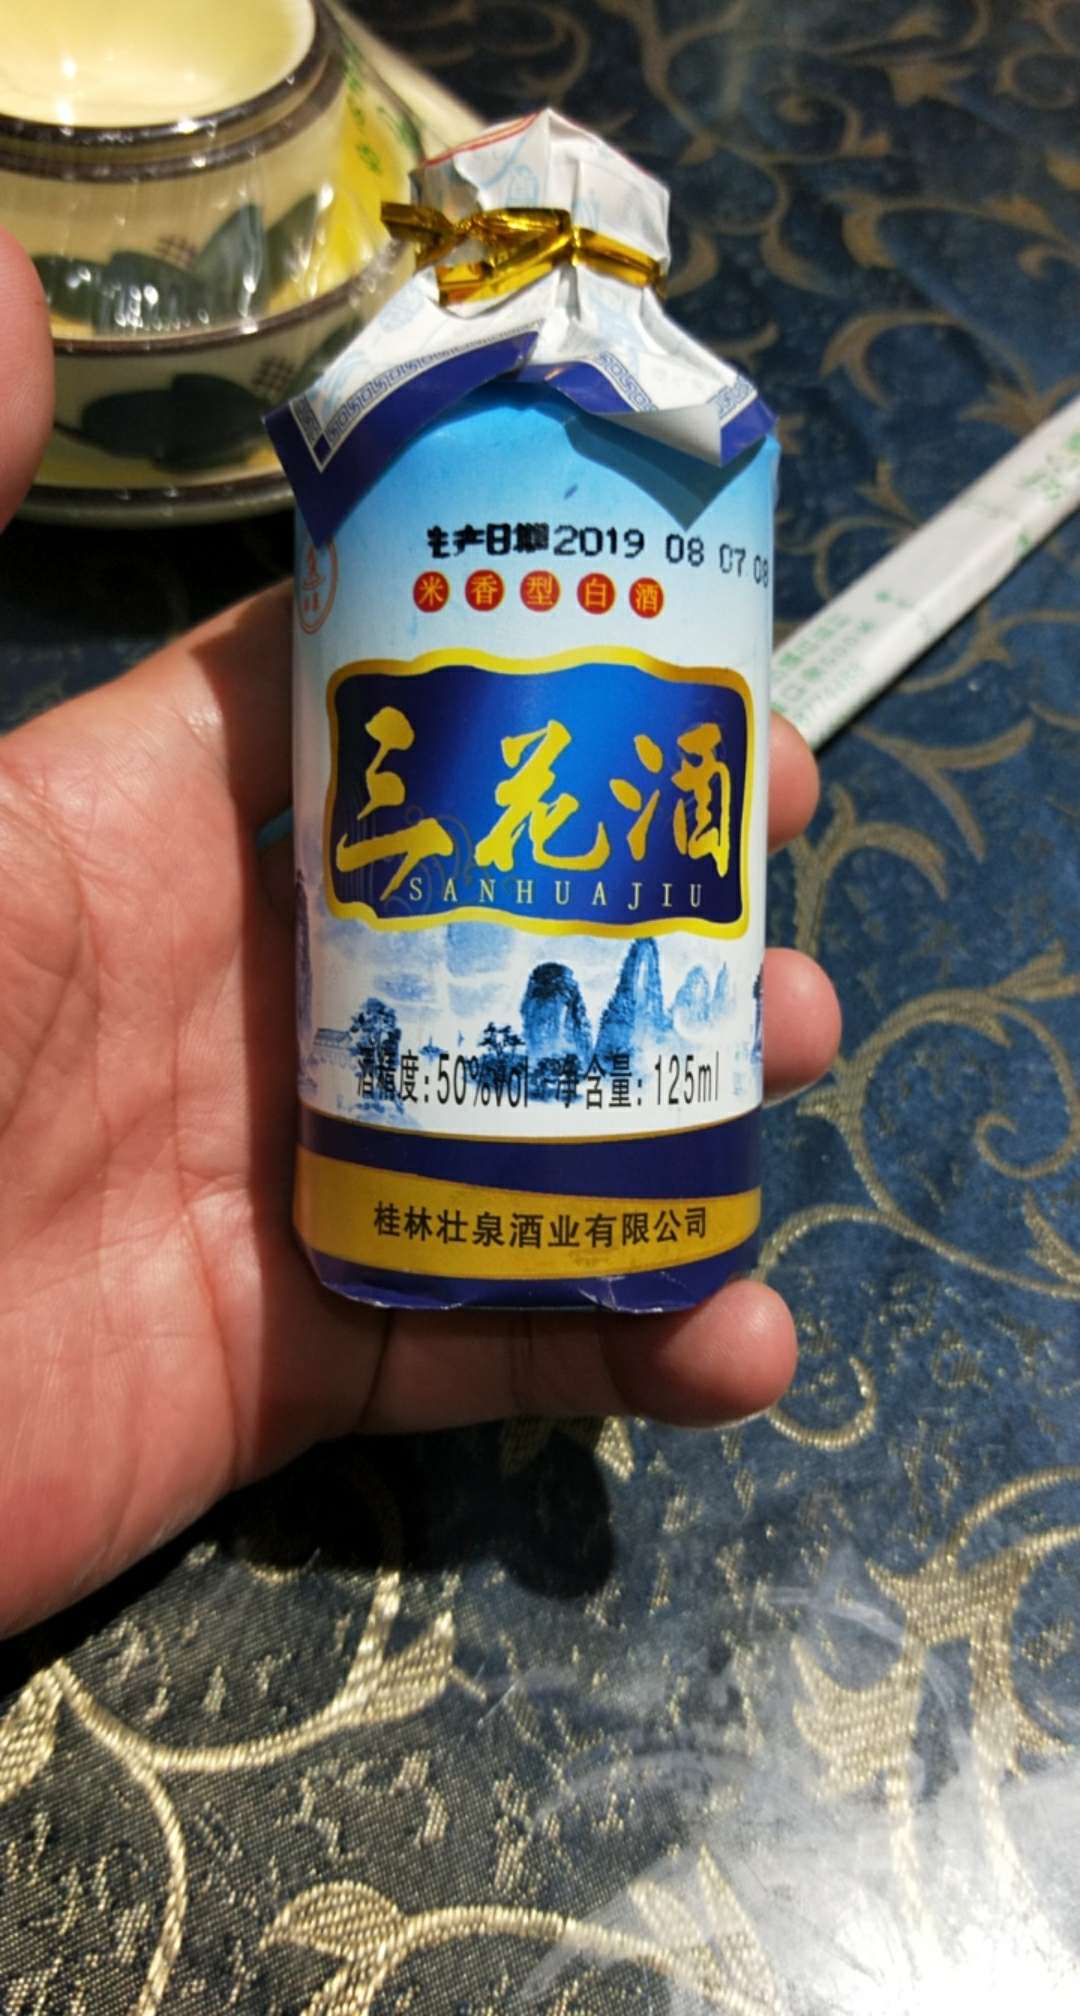 生产日期2019 08 07 08
米香型白酒
三花酒
SANHUAJIU
酒精度:50%vol 净含量:125ml
桂林壮泉酒业有限公司